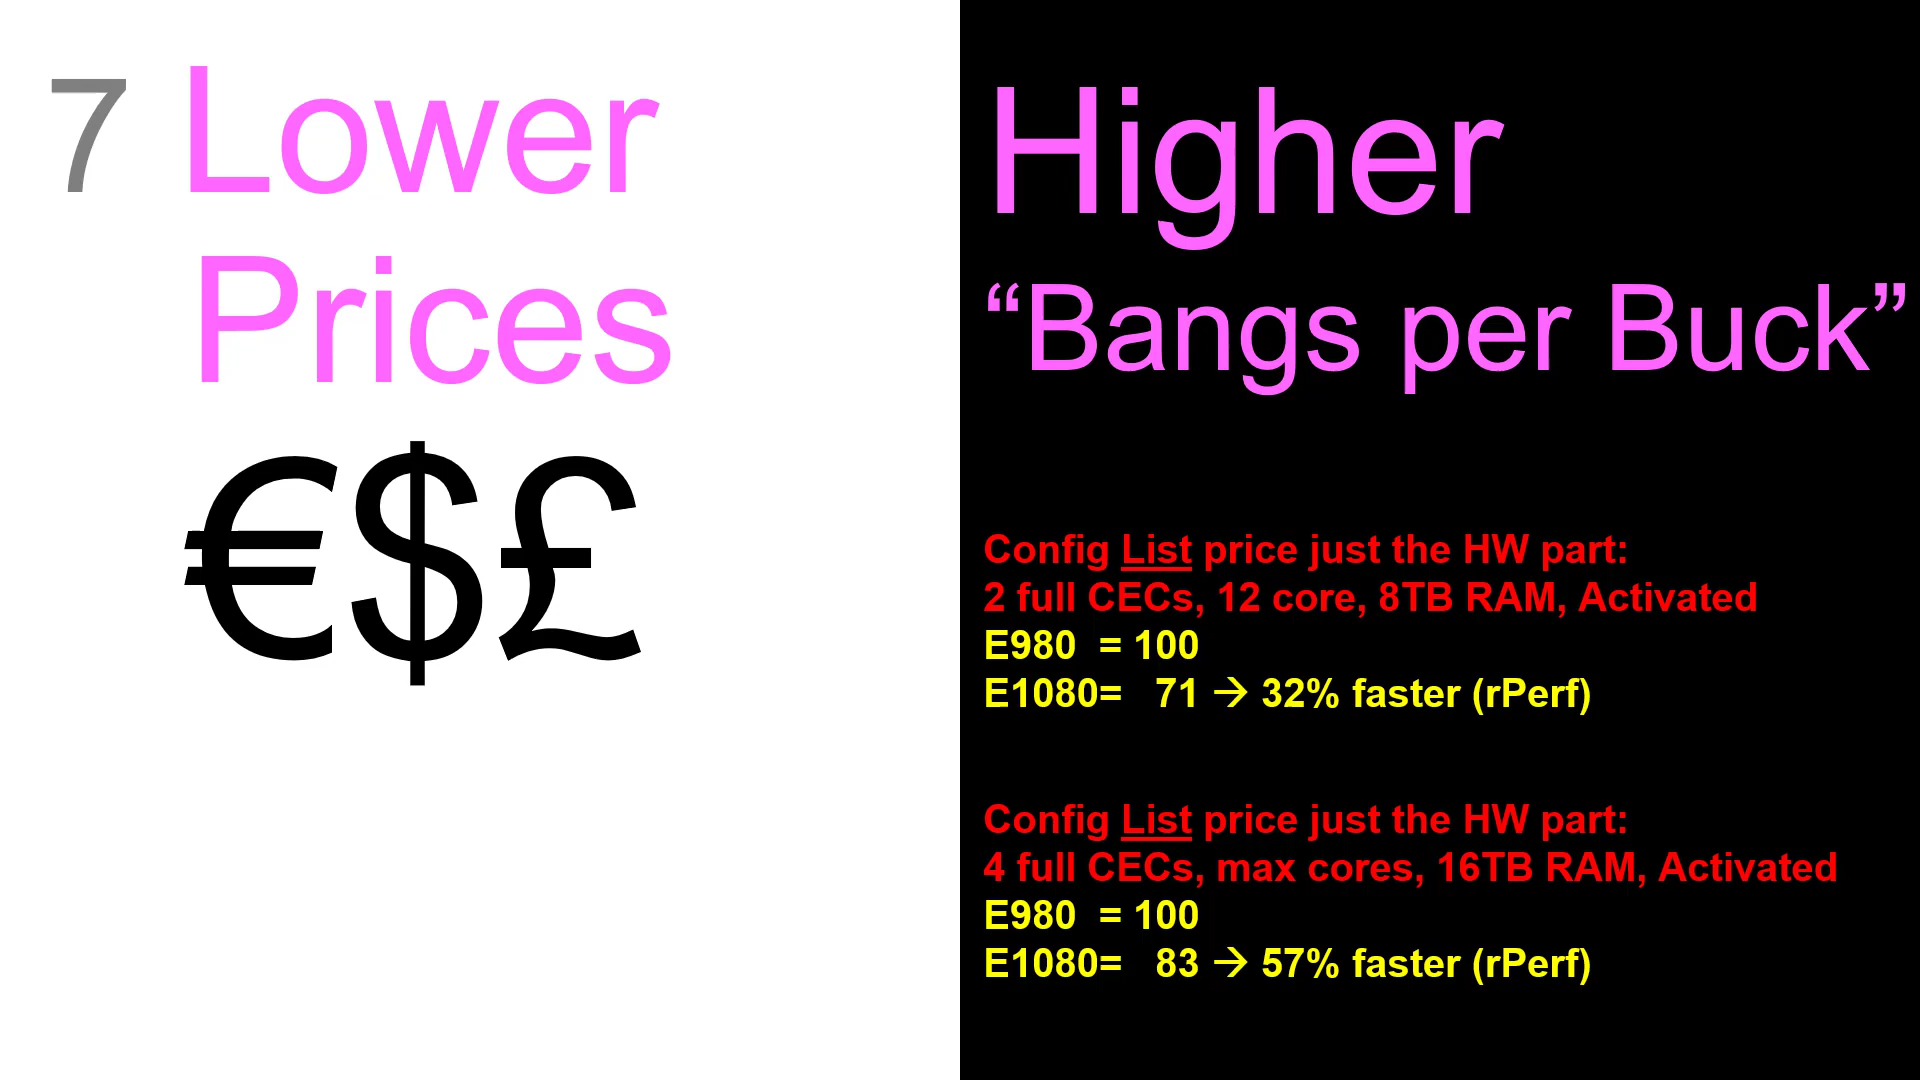 7 Lower
Prices
€$£
Higher
“Bangs per Buck”
Config List price just the HW part:
2 full CECs, 12 core, 8TB RAM, Activated
E980 = 100
E1080= 71 → 32% faster (rPerf)
Config List price just the HW part:
4 full CECs, max cores, 16TB RAM, Activated
E980 = 100
E1080= 83 → 57% faster (rPerf)